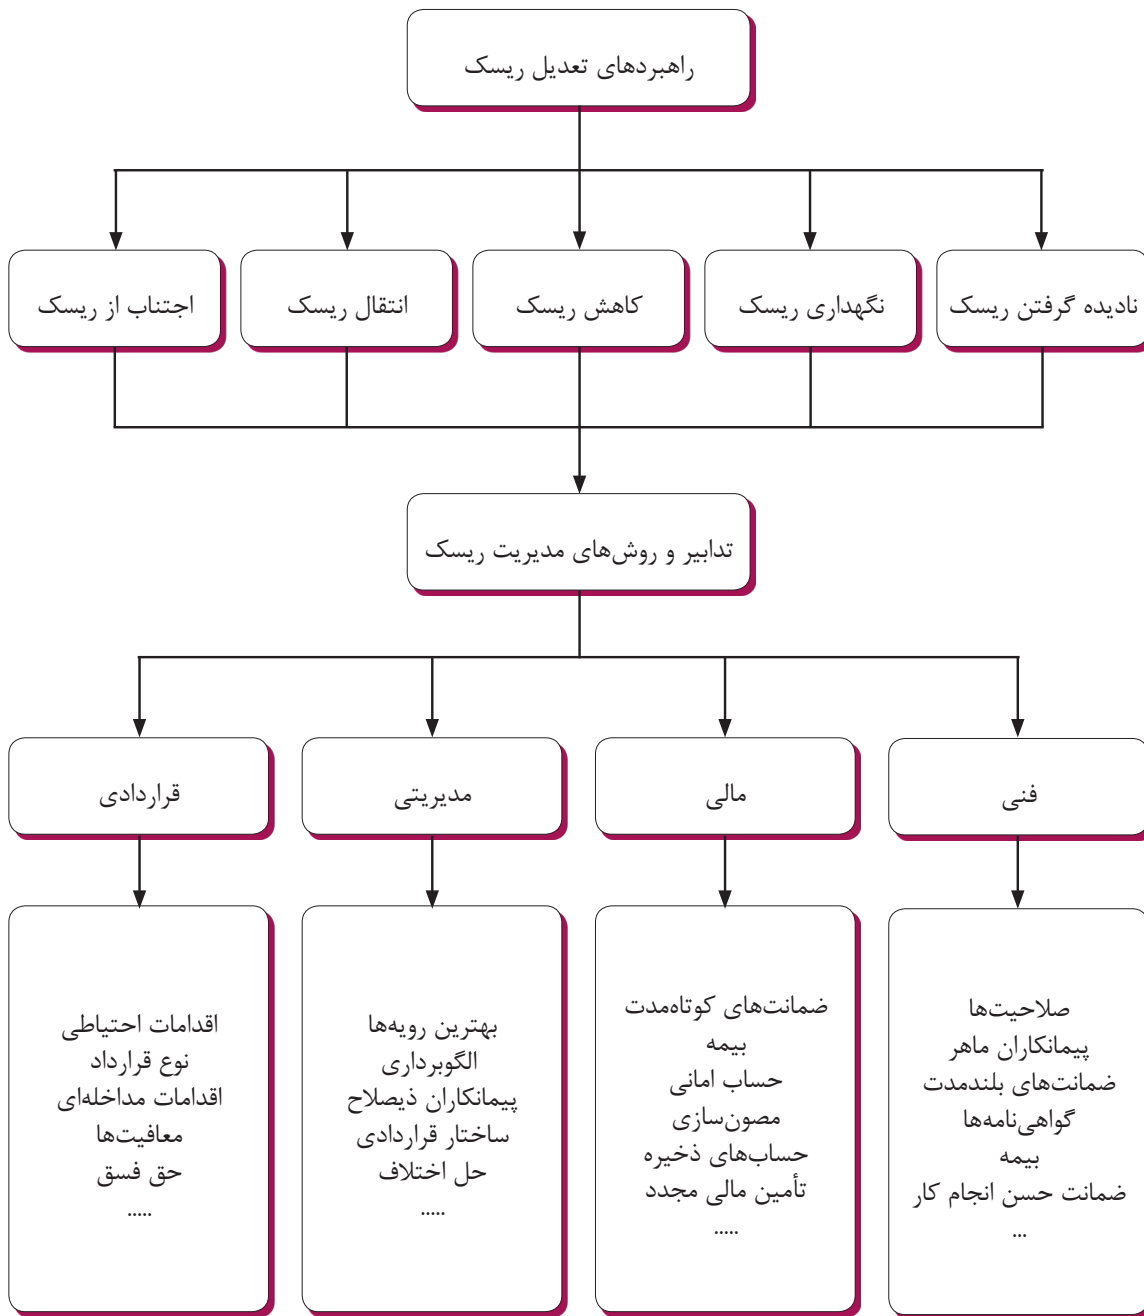 راهبردهای تعدیل ریسک
نادیده گرفتن ریسک
نگهداری ریسک
کاهش ریسک
انتقال ریسک
اجتناب از ریسک
تدابیر و روش‌های مدیریت ریسک
فنی
مالی
مدیریتی
قراردادی
صلاحیت‌ها
پیمانکاران ماهر
ضمانت‌های بلندمدت
گواهی‌نامه‌ها
بیمه
ضمانت حسن انجام کار
...
ضمانت‌های کوتاه‌مدت
بیمه
حساب امانی
مصون‌سازی
حساب‌های ذخیره
تأمین مالی مجدد
.....
بهترین رویه‌ها
الگوبرداری
پیمانکاران ذیصلاح
ساختار قراردادی
حل اختلاف
.....
اقدامات احتیاطی
نوع قرارداد
اقدامات مداخله‌ای
معافیت‌ها
حق فسق
.....